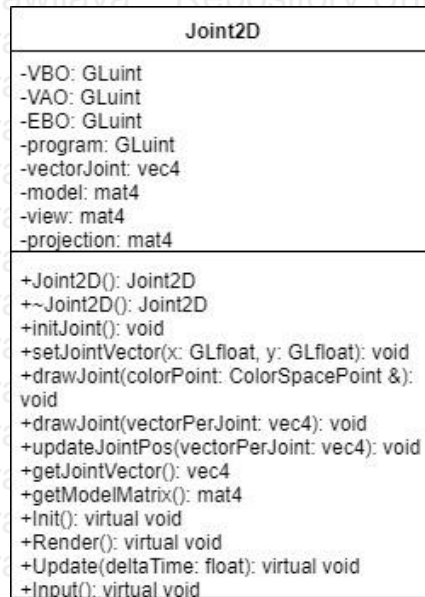 Joint2D
-VBO: GLuint
-VAO: GLuint
-EBO: GLuint
-program: GLuint
-vectorJoint: vec4
-model: mat4
-view: mat4
-projection: mat4
+Joint2D(): Joint2D
+~Joint2D(): Joint2D
+initJoint(): void
+setJointVector(x: GLfloat, y: GLfloat): void
+drawJoint(colorPoint: ColorSpacePoint &):
void
+drawJoint(vectorPerJoint: vec4): void
+updateJointPos(vectorPerJoint: vec4): void
+getJointVector(): vec4
+getModelMatrix(): mat4
+Init(): virtual void
+Render(): virtual void
+Update(deltaTime: float): virtual void
+Input(): virtual void